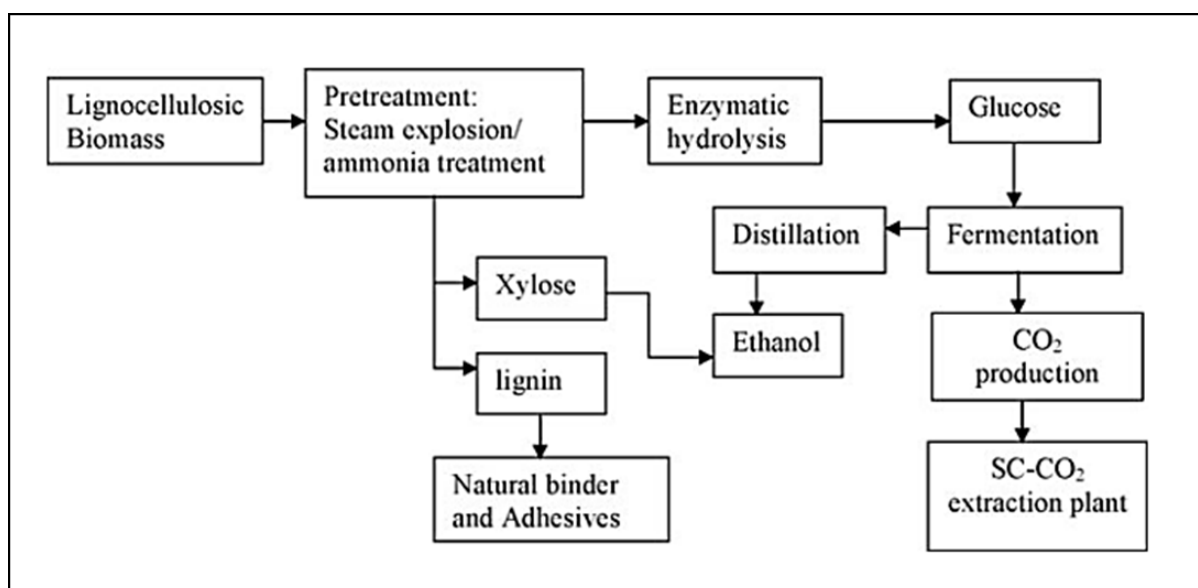 Lignocellulosic
Biomass
Pretreatment:
Steam explosion/
ammonia treatment
Enzymatic
hydrolysis
Glucose
Distillation
Fermentation
Xylose
Ethanol
CO₂
production
lignin
Natural binder
and Adhesives
SC-CO₂
extraction plant